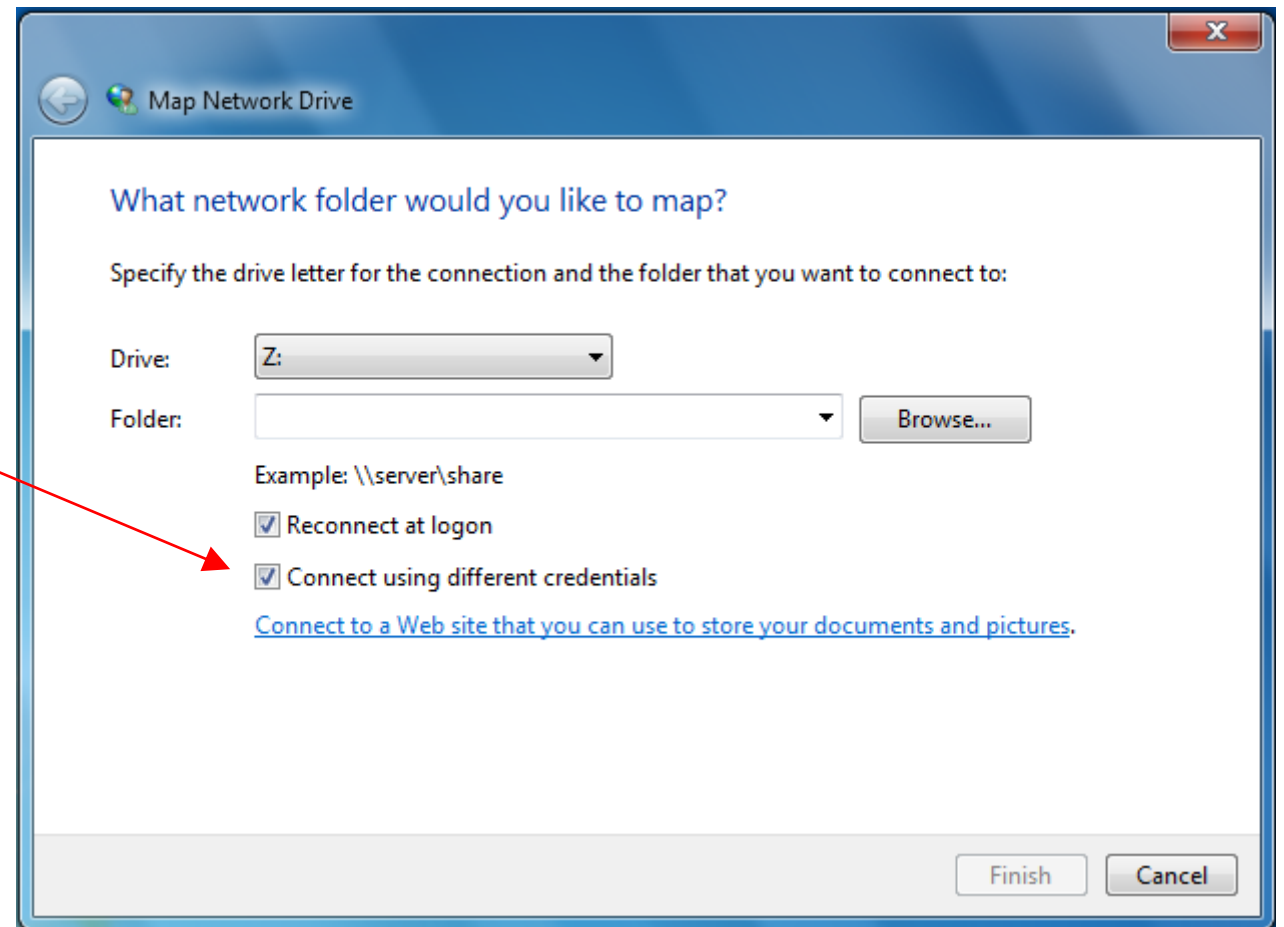 Map Network Drive
What network folder would you like to map?
Specify the drive letter for the connection and the folder that you want to connect to:
Drive: Z:
Folder: Browse...
Example: \\server\share
Reconnect at logon
Connect using different credentials
Connect to a Web site that you can use to store your documents and pictures.
Finish Cancel